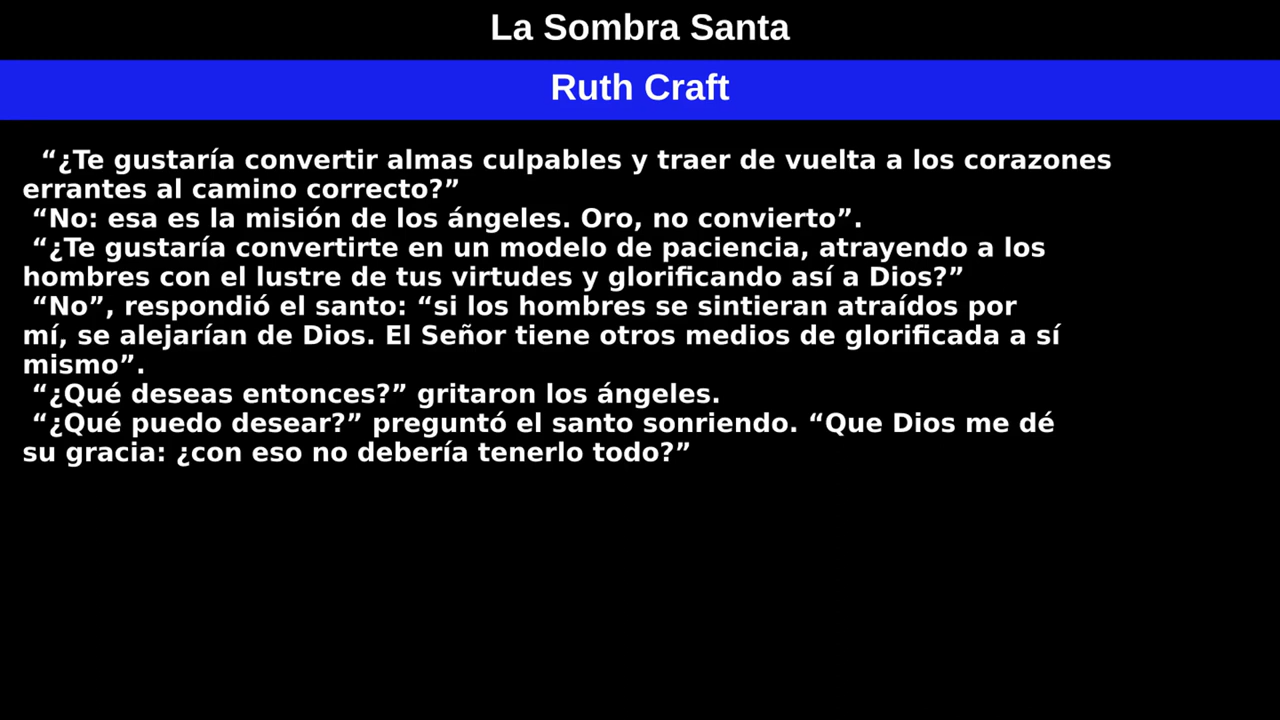 La Sombra Santa
Ruth Craft
“¿Te gustaría convertir almas culpables y traer de vuelta a los corazones
errantes al camino correcto?”
“No: esa es la misión de los ángeles. Oro, no convierto”.
“¿Te gustaría convertirte en un modelo de paciencia, atrayendo a los
hombres con el lustre de tus virtudes y glorificando así a Dios?”
“No”, respondió el santo: “si los hombres se sintieran atraídos por
mí, se alejarían de Dios. El Señor tiene otros medios de glorificada a sí
mismo”.
“¿Qué deseas entonces?” gritaron los ángeles.
“¿Qué puedo desear?” preguntó el santo sonriendo. “Que Dios me dé
su gracia: ¿con eso no debería tenerlo todo?”